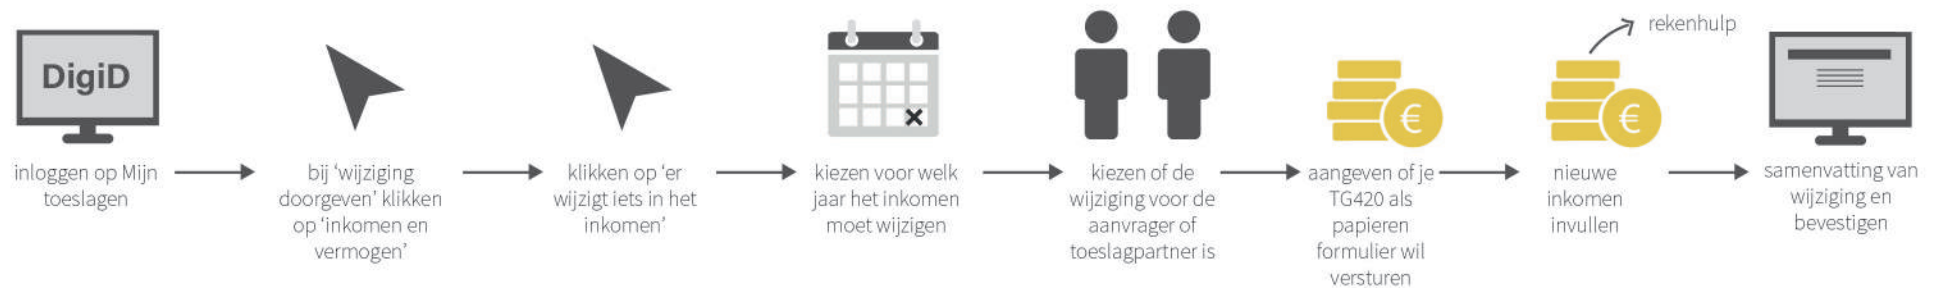 DigiD
inloggen op Mijn
toeslagen
bij ‘wijziging
doorgeven’ klikken
op ‘inkomen en
vermogen’
klikken op ‘er
wijzigt iets in het
inkomen’
kiezen voor welk
jaar het inkomen
moet wijzigen
kiezen of de
wijziging voor de
aanvrager of
toeslagpartner is
aangeven of je
TG420 als
papieren
formulier wil
versturen
€
rekenhulp
€
nieuwe
inkomen
invullen
samenvatting van
wijziging en
bevestigen